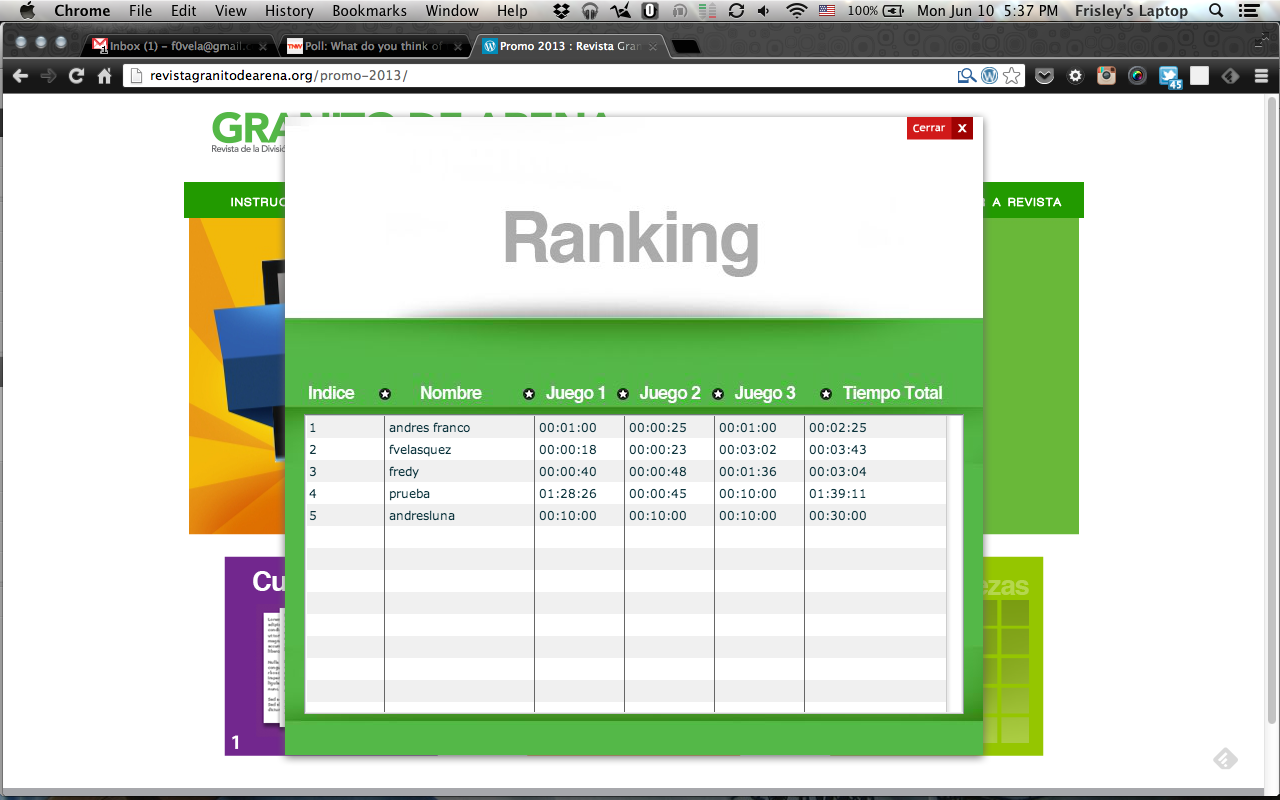 Chrome File Edit View History Bookmarks Window Help 100% Mon Jun 10 5:37 PM Frisley's Laptop
Inbox (1) – f0vela@gmail.c Poll: What do you think of Promo 2013 : Revista Gran
revistagranitodearena.org/promo-2013/
45
GRANITO DE ARENA
Revista de la Divisió
Cerrar X
INSTRUC A REVISTA
Ranking
Indice Nombre Juego 1 Juego 2 Juego 3 Tiempo Total
1 andres franco 00:01:00 00:00:25 00:01:00 00:02:25
2 fvelasquez 00:00:18 00:00:23 00:03:02 00:03:43
3 fredy 00:00:40 00:00:48 00:01:36 00:03:04
4 prueba 01:28:26 00:00:45 00:10:00 01:39:11
5 andresluna 00:10:00 00:10:00 00:10:00 00:30:00
Cu ezas
1